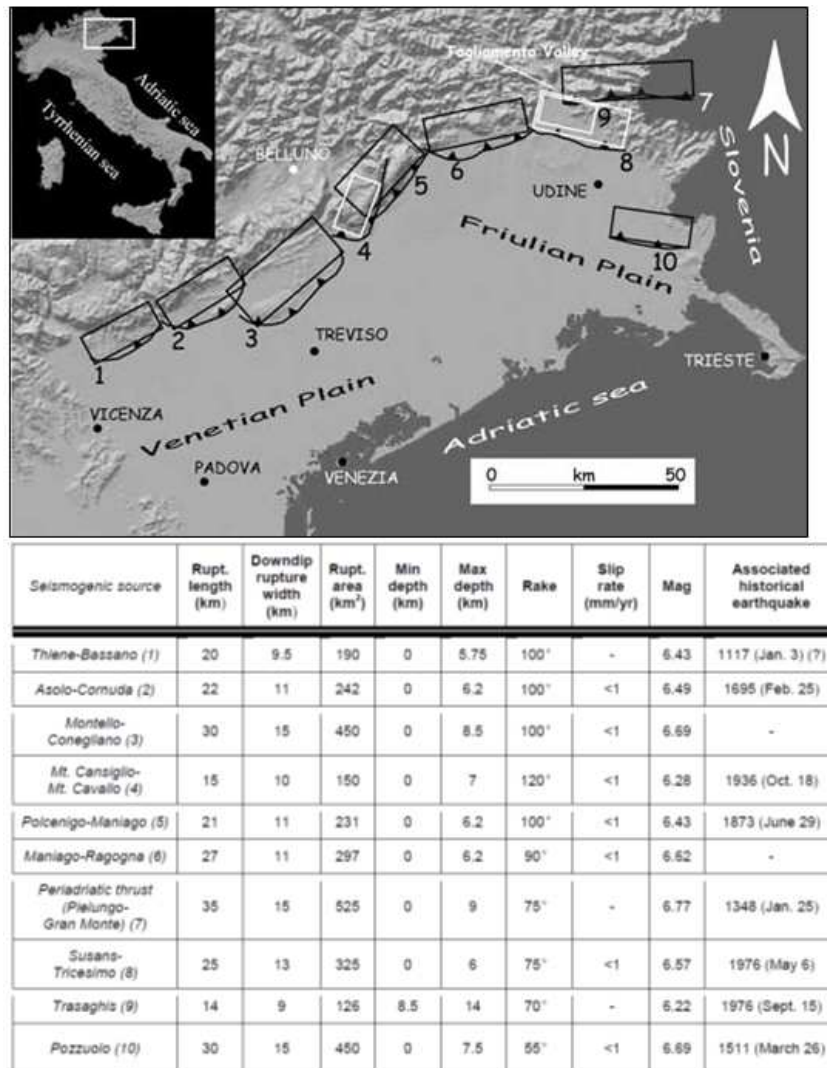 Adriatic sea
Tyrrhenian sea
Tagliamento Valley
BELLUNO
UDINE
Slovenia
N
Friulian Plain
1
2
3
4
5
6
7
8
9
10
TREVISO
TRIESTE
VICENZA
Venetian Plain
Adriatic sea
PADOVA
VENEZIA
0 km 50
Seismogenic source | Rupt. length (km) | Downdip rupture width (km) | Rupt. area (km²) | Min depth (km) | Max depth (km) | Rake | Slip rate (mm/yr) | Mag | Associated historical earthquake
Thiene-Bassano (1) | 20 | 9.5 | 190 | 0 | 5.75 | 100° | - | 6.43 | 1117 (Jan. 3) (?)
Asolo-Cornuda (2) | 22 | 11 | 242 | 0 | 6.2 | 100° | <1 | 6.49 | 1695 (Feb. 25)
Montello-Conegliano (3) | 30 | 15 | 450 | 0 | 8.5 | 100° | <1 | 6.69 | -
Mt. Cansiglio-Mt. Cavallo (4) | 15 | 10 | 150 | 0 | 7 | 120° | <1 | 6.28 | 1936 (Oct. 18)
Polcenigo-Maniago (5) | 21 | 11 | 231 | 0 | 6.2 | 100° | <1 | 6.43 | 1873 (June 29)
Maniago-Ragogna (6) | 27 | 11 | 297 | 0 | 6.2 | 90° | <1 | 6.62 | -
Periadriatic thrust (Pielungo-Gran Monte) (7) | 35 | 15 | 525 | 0 | 9 | 75° | - | 6.77 | 1348 (Jan. 25)
Susans-Tricesimo (8) | 25 | 13 | 325 | 0 | 6 | 75° | <1 | 6.57 | 1976 (May 6)
Trasaghis (9) | 14 | 9 | 126 | 8.5 | 14 | 70° | - | 6.22 | 1976 (Sept. 15)
Pozzuolo (10) | 30 | 15 | 450 | 0 | 7.5 | 55° | <1 | 6.69 | 1511 (March 26)